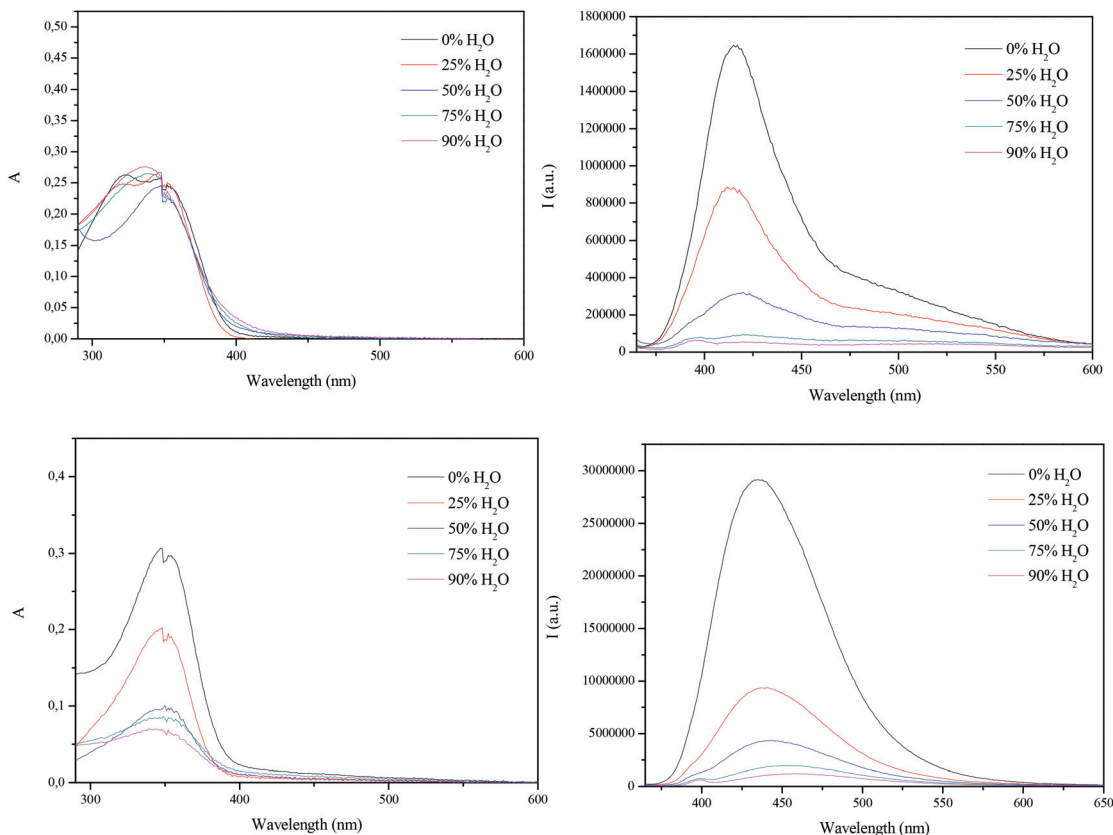 0,50
0,45
0,40
0,35
0,30
0,25
0,20
0,15
0,10
0,05
0,00
A
300
400
500
600
Wavelength (nm)
0% H₂O
25% H₂O
50% H₂O
75% H₂O
90% H₂O
1800000
1600000
1400000
1200000
1000000
800000
600000
400000
200000
0
I (a.u.)
400
450
500
550
600
Wavelength (nm)
0% H₂O
25% H₂O
50% H₂O
75% H₂O
90% H₂O
0,4
0,3
0,2
0,1
0,0
A
300
400
500
600
Wavelength (nm)
0% H₂O
25% H₂O
50% H₂O
75% H₂O
90% H₂O
30000000
25000000
20000000
15000000
10000000
5000000
0
I (a.u.)
400
450
500
550
600
650
Wavelength (nm)
0% H₂O
25% H₂O
50% H₂O
75% H₂O
90% H₂O